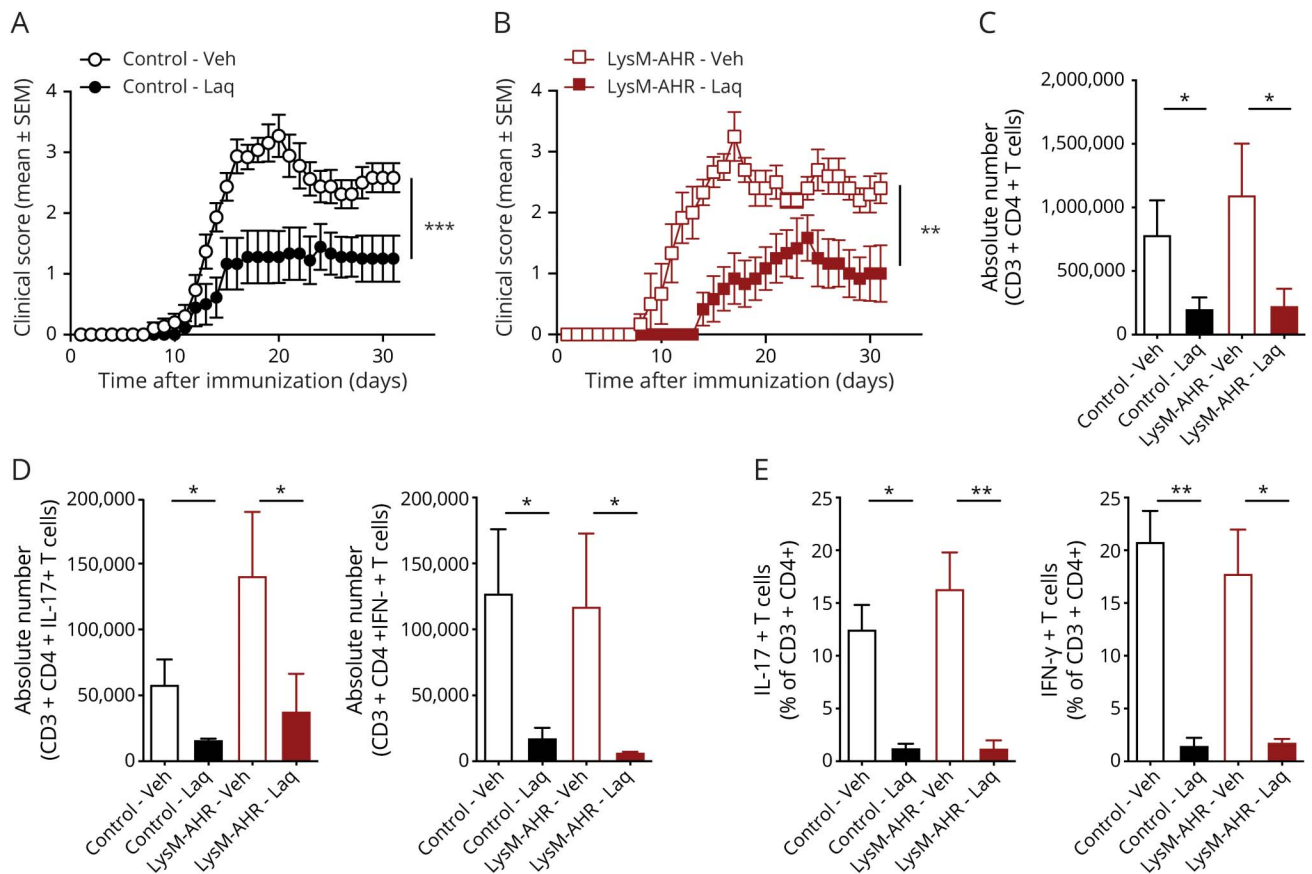 A
Control - Veh
Control - Laq
Clinical score (mean ± SEM)
4
3
2
1
0
0
10
20
30
Time after immunization (days)
***
B
LysM-AHR - Veh
LysM-AHR - Laq
Clinical score (mean ± SEM)
4
3
2
1
0
0
10
20
30
Time after immunization (days)
**
C
Absolute number
(CD3 + CD4 + T cells)
2,000,000
1,500,000
1,000,000
500,000
0
*
*
Control - Veh
Control - Laq
LysM-AHR - Veh
LysM-AHR - Laq
D
Absolute number
(CD3 + CD4 + IL-17+ T cells)
200,000
150,000
100,000
50,000
0
*
*
Control - Veh
Control - Laq
LysM-AHR - Veh
LysM-AHR - Laq
Absolute number
(CD3 + CD4 +IFN- + T cells)
200,000
150,000
100,000
50,000
0
*
*
Control - Veh
Control - Laq
LysM-AHR - Veh
LysM-AHR - Laq
E
IL-17 + T cells
(% of CD3 + CD4+)
25
20
15
10
5
0
*
**
Control - Veh
Control - Laq
LysM-AHR - Veh
LysM-AHR - Laq
IFN-γ + T cells
(% of CD3 + CD4+)
25
20
15
10
5
0
**
*
Control - Veh
Control - Laq
LysM-AHR - Veh
LysM-AHR - Laq